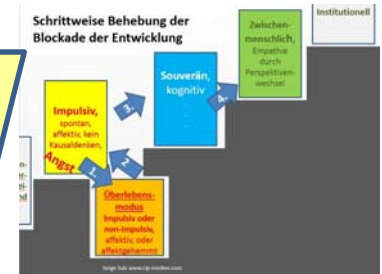 Schrittweise Behebung der
Blockade der Entwicklung
Institutionell
Zwischen-
menschlich,
Empathie
durch
Perspektiven-
wechsel
4.
Souverän,
kognitiv
3.
Impulsiv,
spontan,
affektiv, kein
Kausaldenken,
Angst
1.
2
Überlebens-
modus
Impulsiv oder
non-impulsiv,
affektiv, oder
affektgehemmt